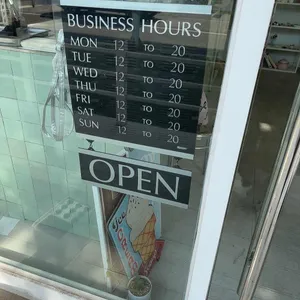 BUSINESS HOURS
MON 12 TO 20
TUE 12 TO 20
WED 12 TO 20
THU 12 TO 20
FRI 12 TO 20
SAT 12 TO 20
SUN 12 TO 20
OPEN